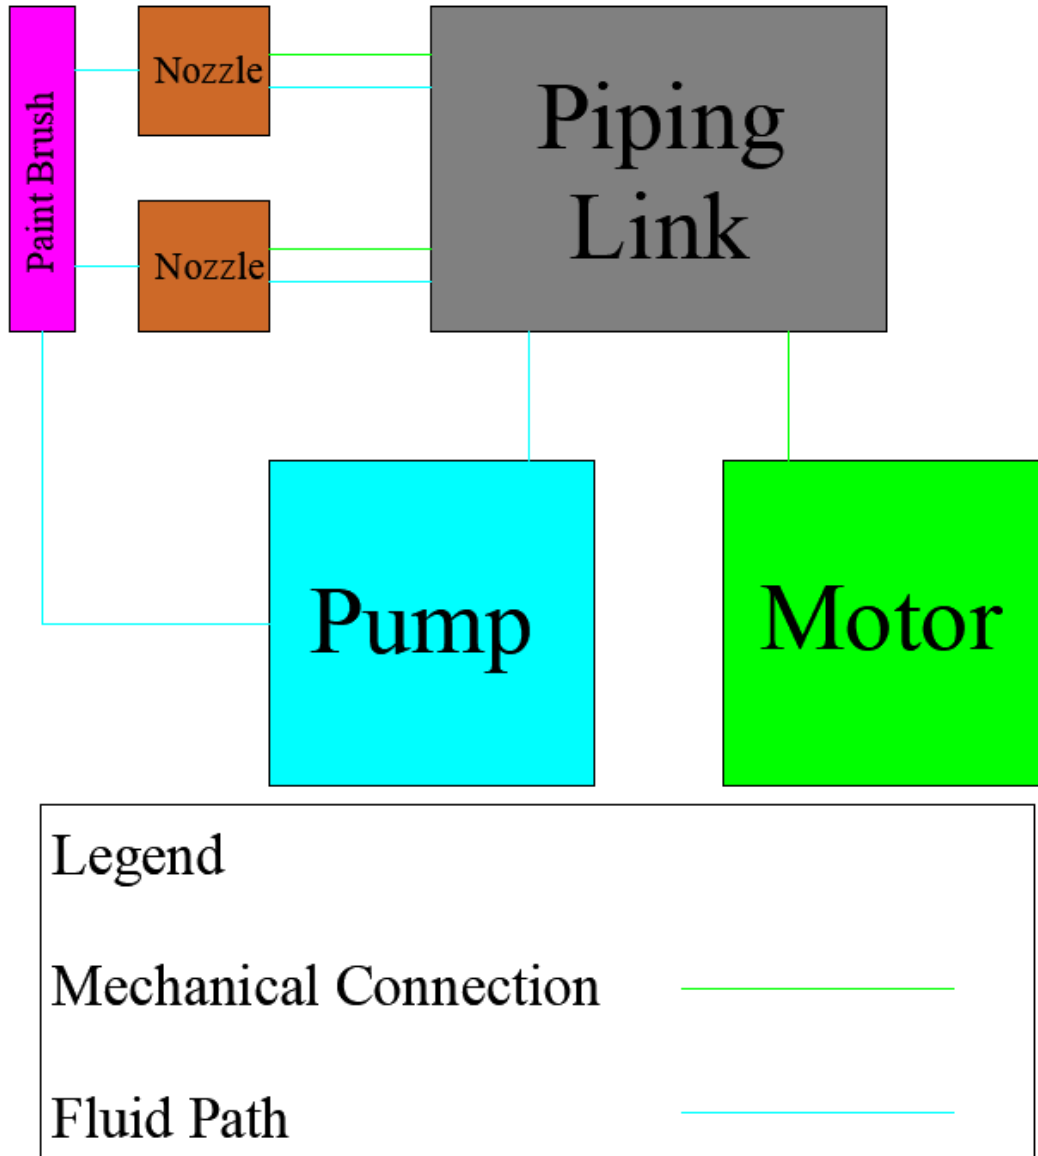 Paint Brush
Nozzle
Nozzle
Piping
Link
Pump
Motor
Legend
Mechanical Connection
Fluid Path